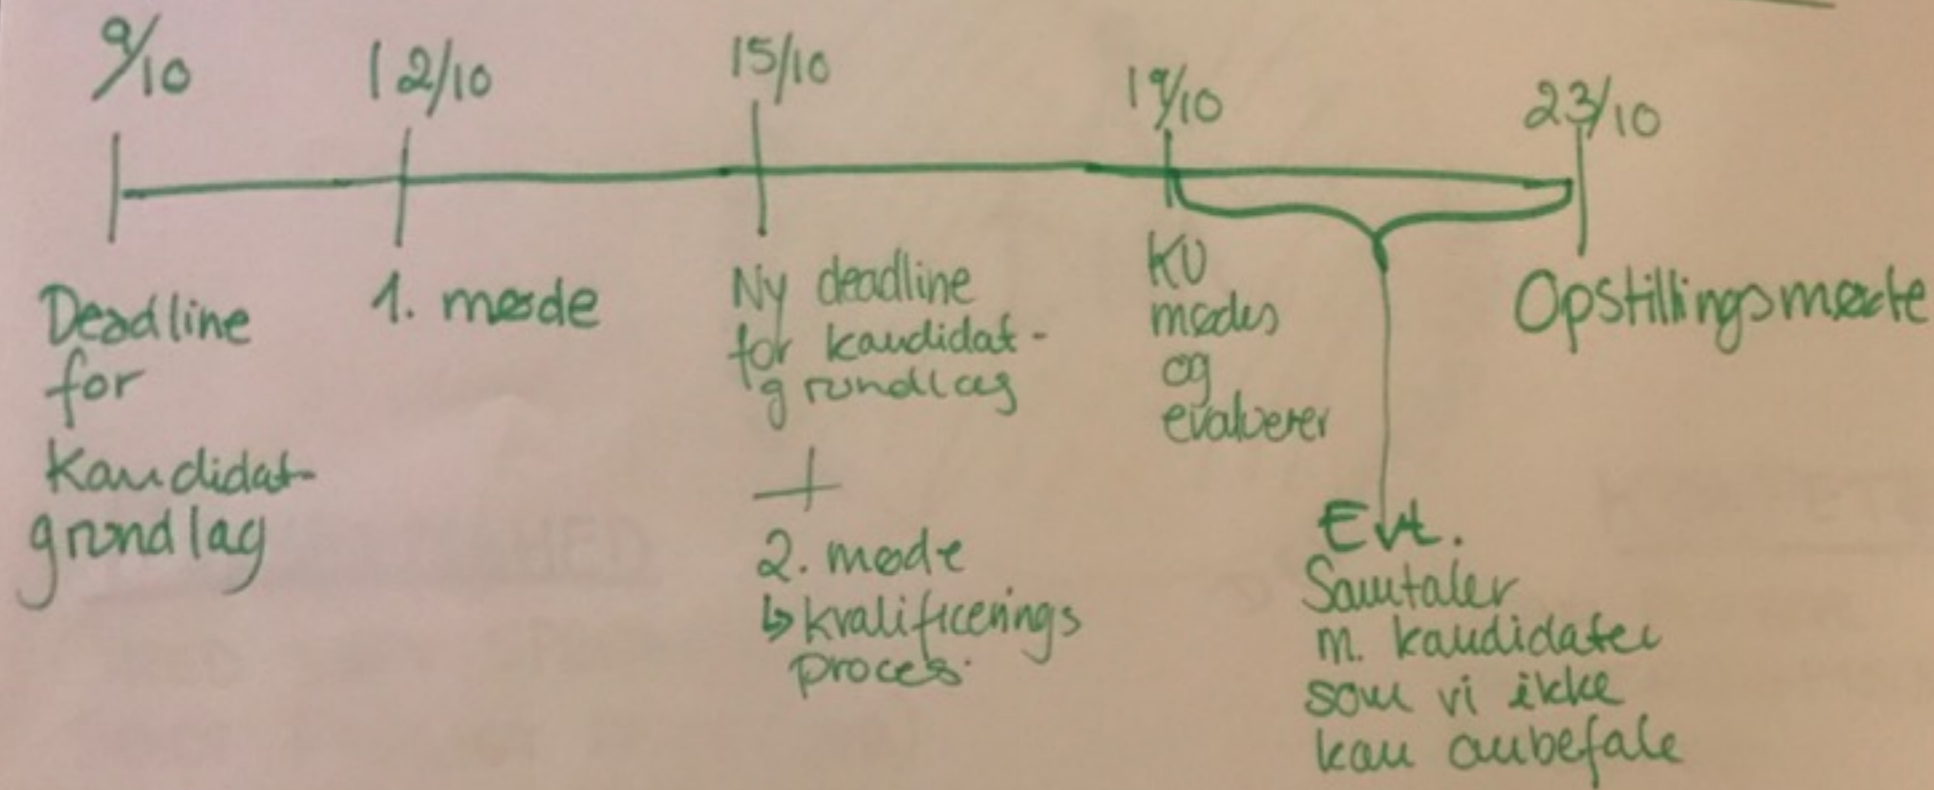 9/10
Deadline
for
Kandidat-
grundlag
12/10
1. møde
15/10
Ny deadline
for kandidat-
grundlag
+
2. møde
↳ kvalificerings
proces.
19/10
KU
mødes
og
evaluerer
Evt.
Samtaler
m. kandidater
som vi ikke
kan anbefale
23/10
Opstillingsmøde